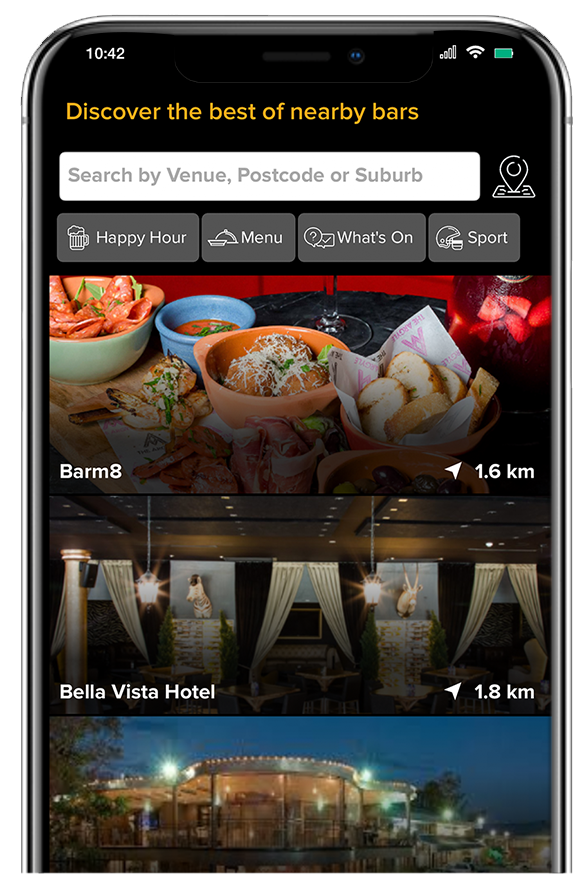 10:42
Discover the best of nearby bars
Search by Venue, Postcode or Suburb
Happy Hour Menu What's On Sport
Barm8 1.6 km
Bella Vista Hotel 1.8 km